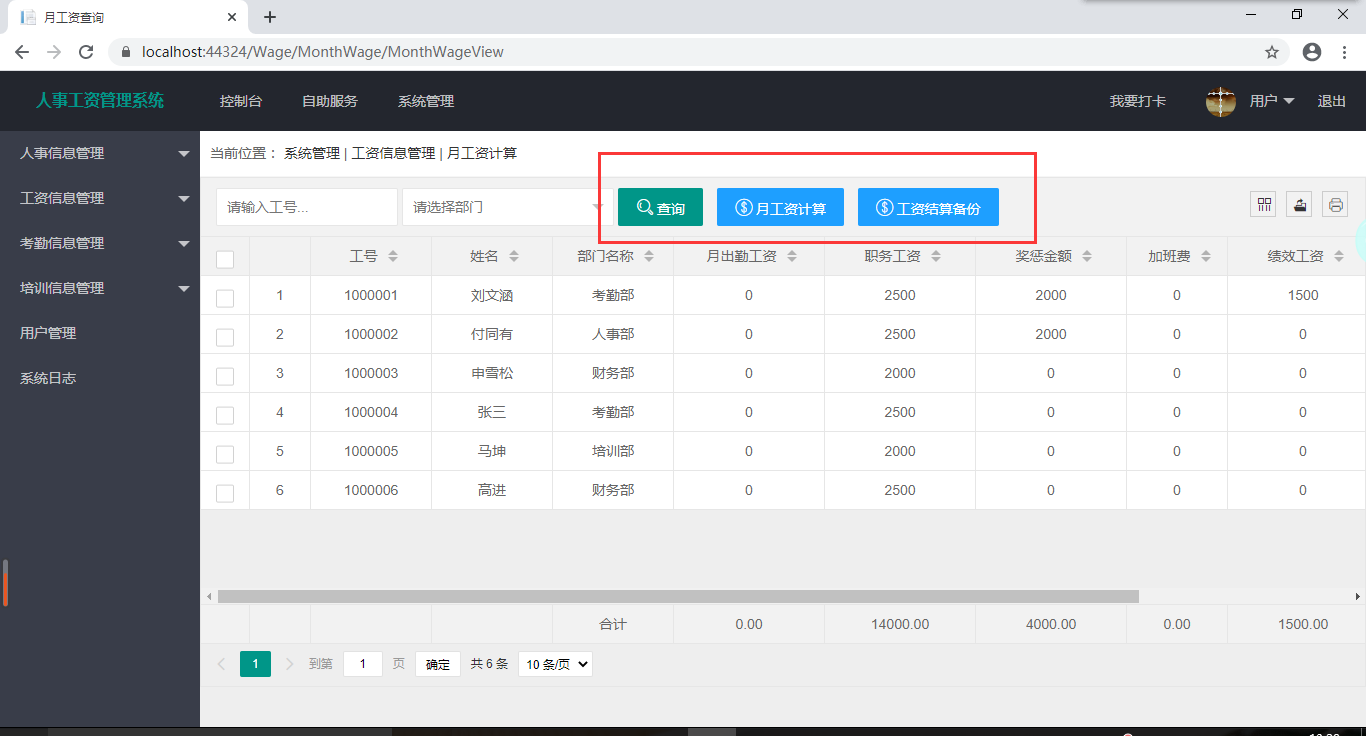 月工资查询
localhost:44324/Wage/MonthWage/MonthWageView
人事工资管理系统 控制台 自助服务 系统管理 我要打卡 用户 退出
人事信息管理
工资信息管理
考勤信息管理
培训信息管理
用户管理
系统日志
当前位置： 系统管理 | 工资信息管理 | 月工资计算
请输入工号... 请选择部门 查询 月工资计算 工资结算备份
工号 姓名 部门名称 月出勤工资 职务工资 奖惩金额 加班费 绩效工资
1 1000001 刘文涵 考勤部 0 2500 2000 0 1500
2 1000002 付同有 人事部 0 2500 2000 0 0
3 1000003 申雪松 财务部 0 2000 0 0 0
4 1000004 张三 考勤部 0 2500 0 0 0
5 1000005 马坤 培训部 0 2000 0 0 0
6 1000006 高进 财务部 0 2500 0 0 0
合计 0.00 14000.00 4000.00 0.00 1500.00
1 到第 1 页 确定 共 6 条 10 条/页